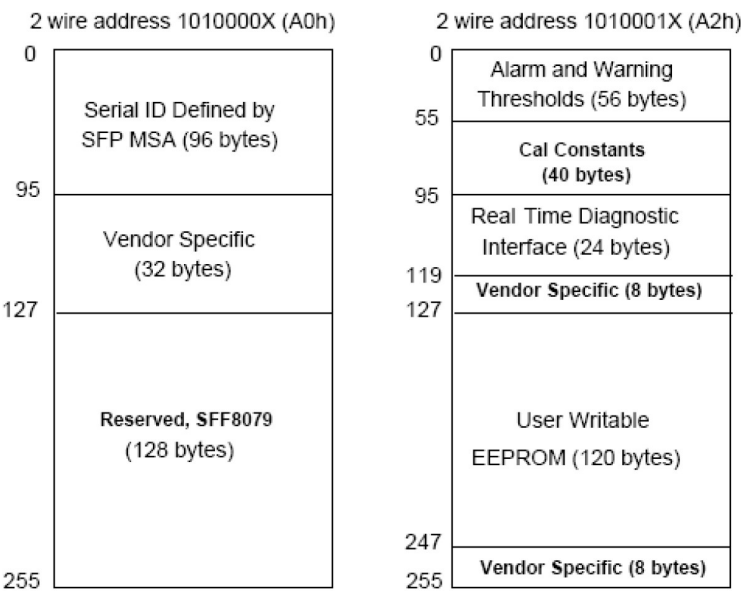 2 wire address 1010000X (A0h)
0
Serial ID Defined by
SFP MSA (96 bytes)
95
Vendor Specific
(32 bytes)
127
Reserved, SFF8079
(128 bytes)
255
2 wire address 1010001X (A2h)
0
Alarm and Warning
Thresholds (56 bytes)
55
Cal Constants
(40 bytes)
95
Real Time Diagnostic
Interface (24 bytes)
119
Vendor Specific (8 bytes)
127
User Writable
EEPROM (120 bytes)
247
Vendor Specific (8 bytes)
255